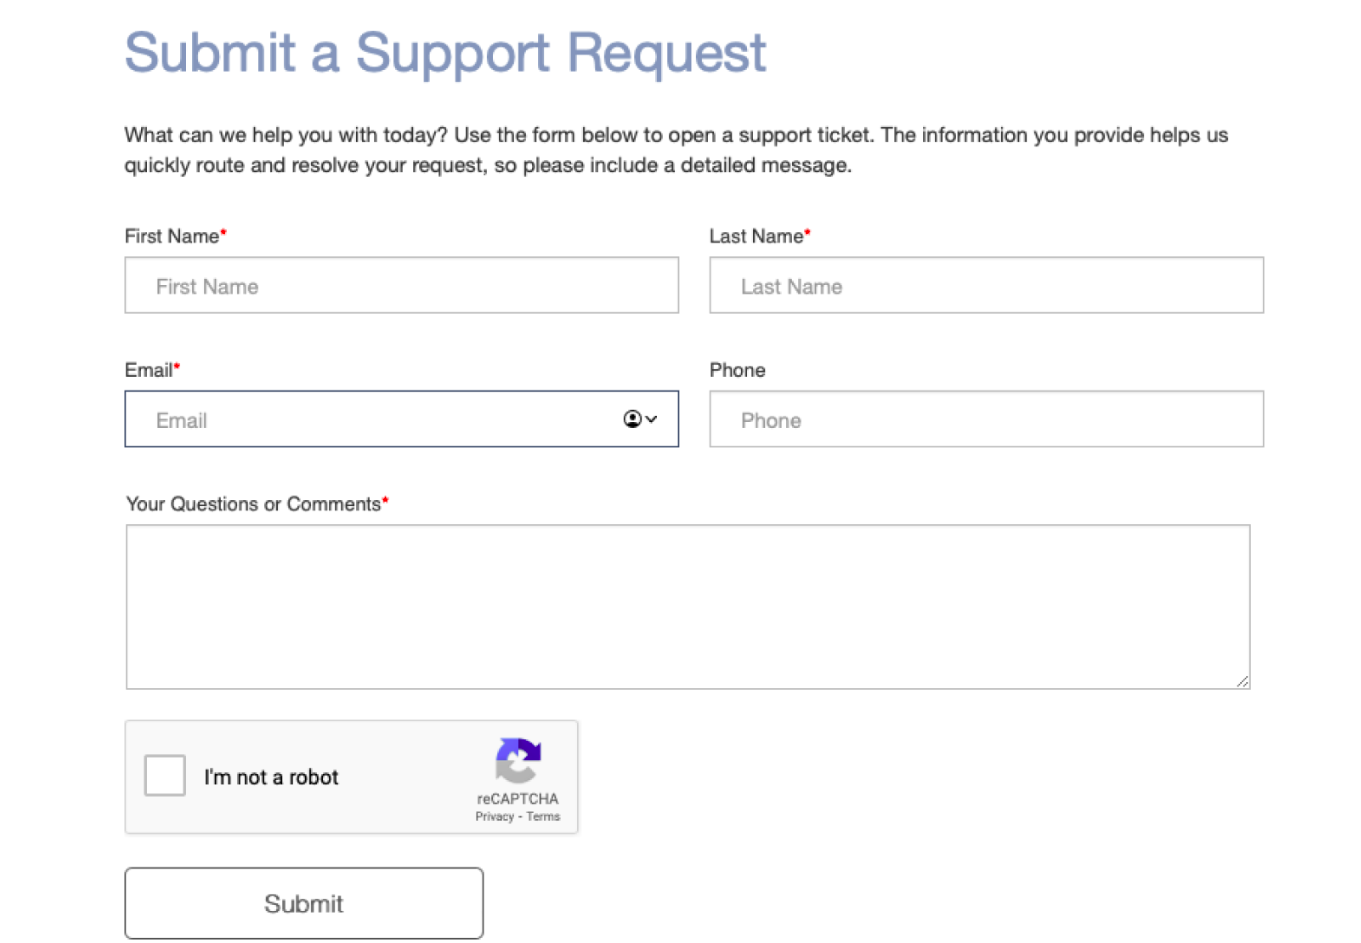 Submit a Support Request
What can we help you with today? Use the form below to open a support ticket. The information you provide helps us
quickly route and resolve your request, so please include a detailed message.
First Name*
Last Name*
First Name
Last Name
Email*
Phone
Email
Phone
Your Questions or Comments*
I'm not a robot
reCAPTCHA
Privacy - Terms
Submit